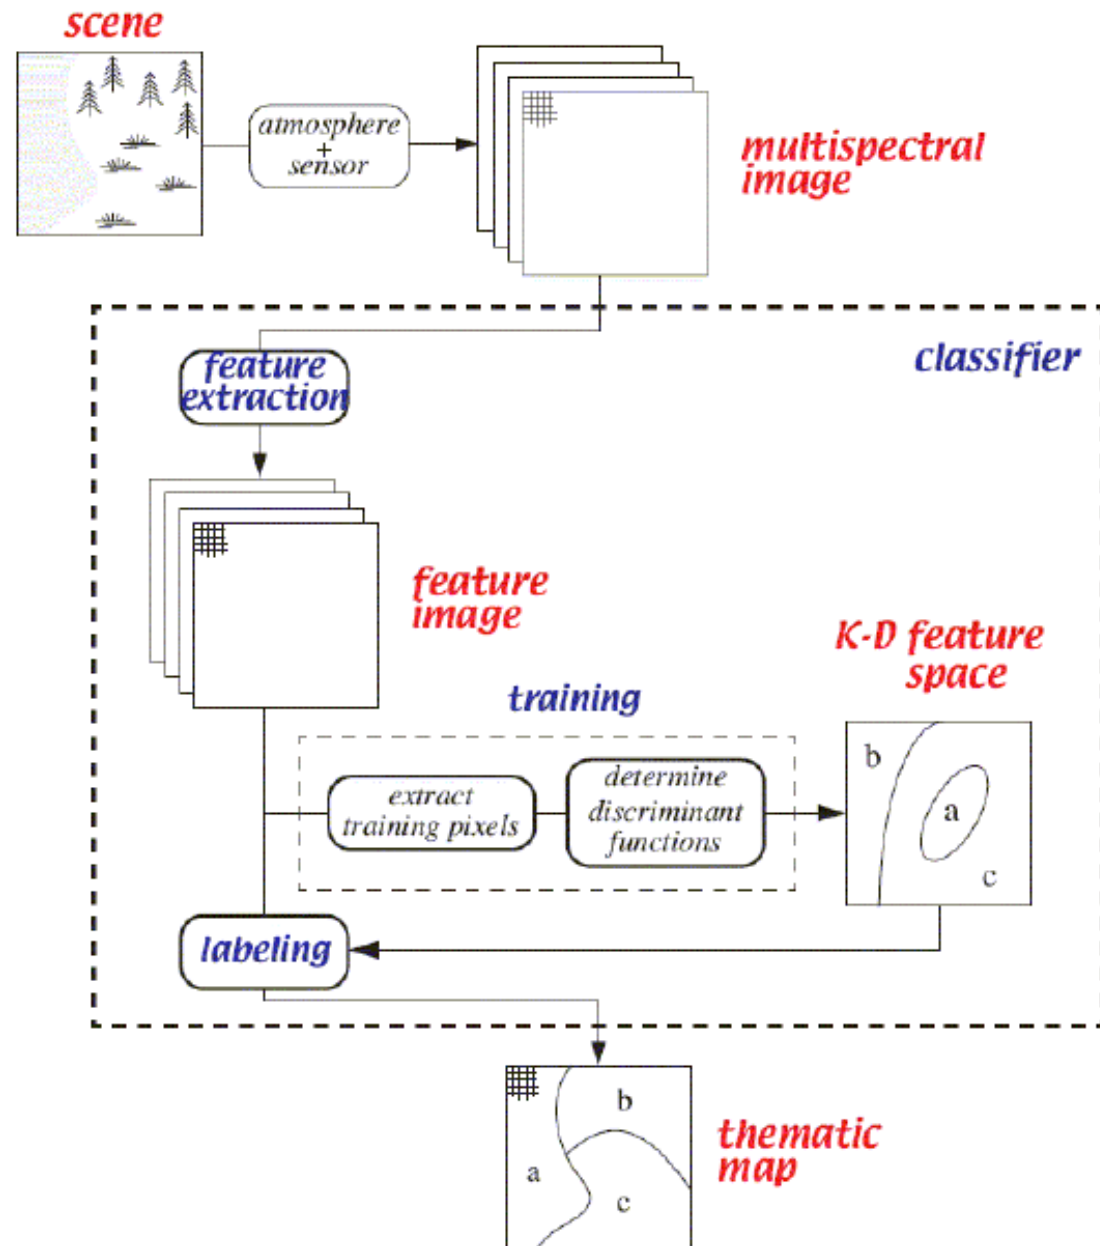 scene
atmosphere
+
sensor
multispectral
image
classifier
feature
extraction
feature
image
K-D feature
space
training
extract
training pixels
determine
discriminant
functions
b
a
c
labeling
b
a
c
thematic
map